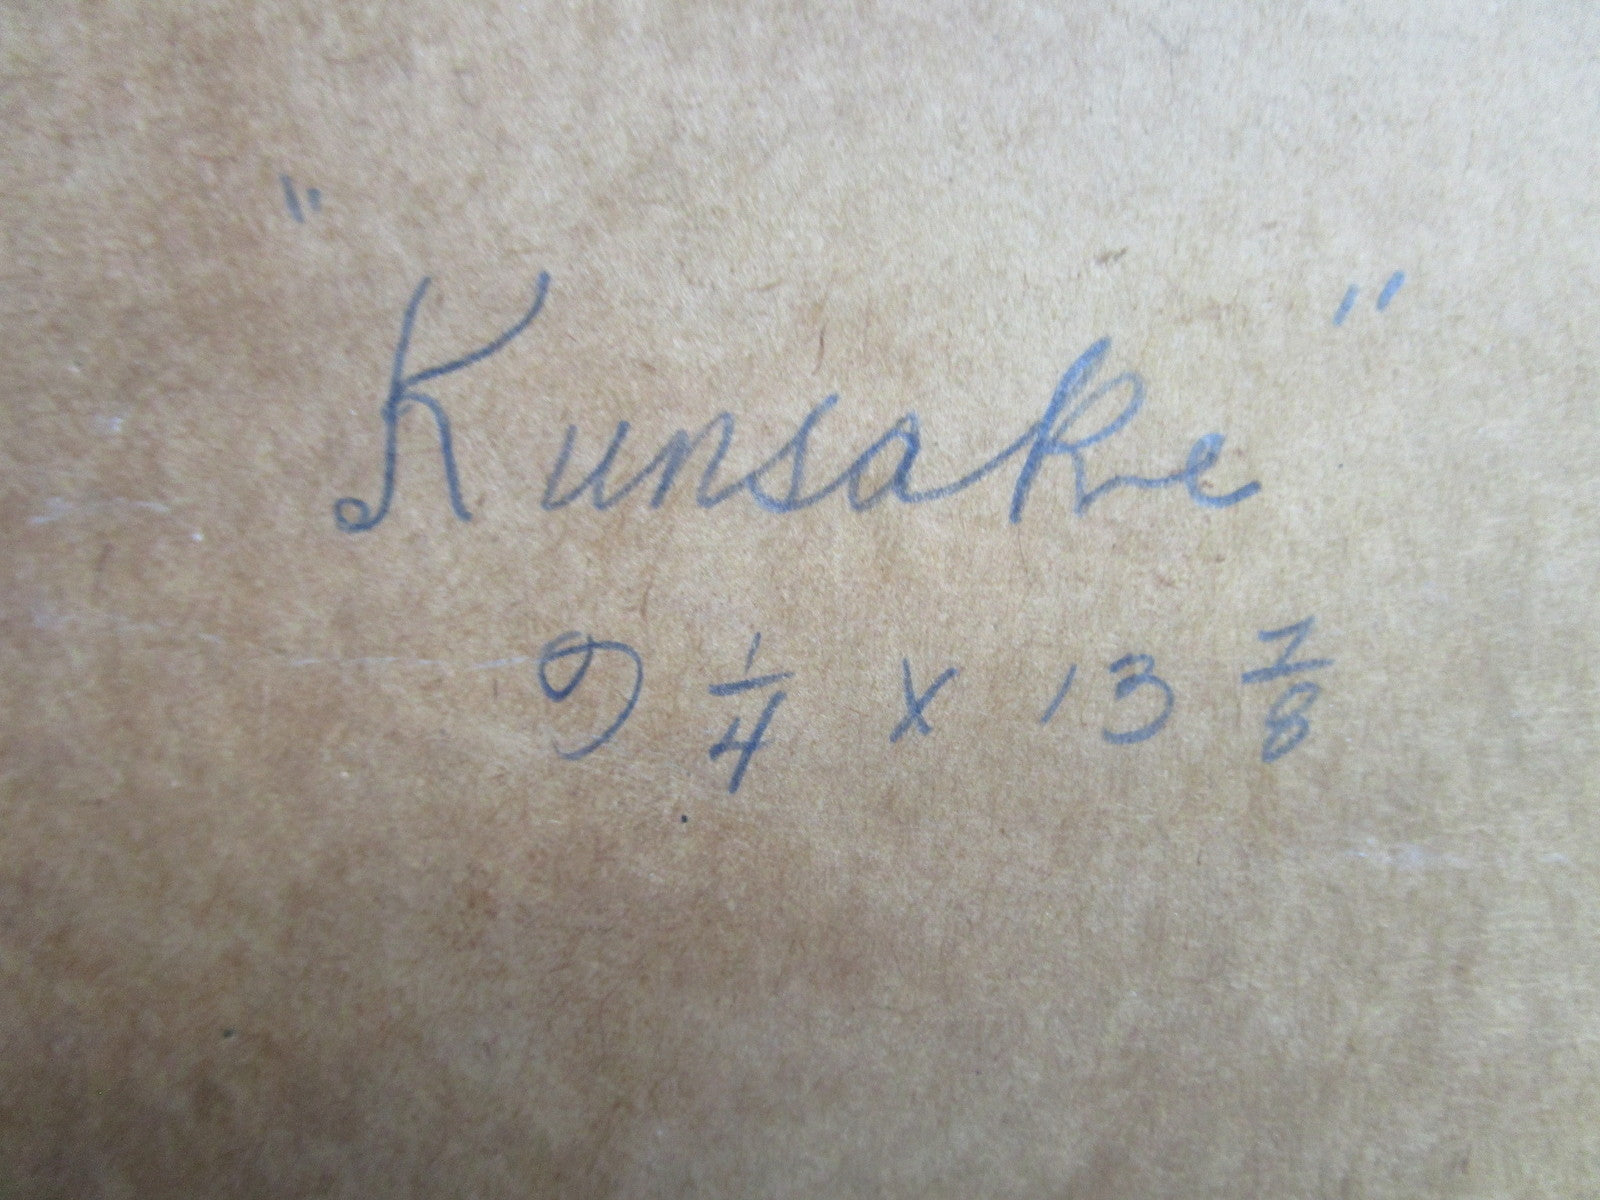 "Kunsake"
9 1/4 x 13 7/8